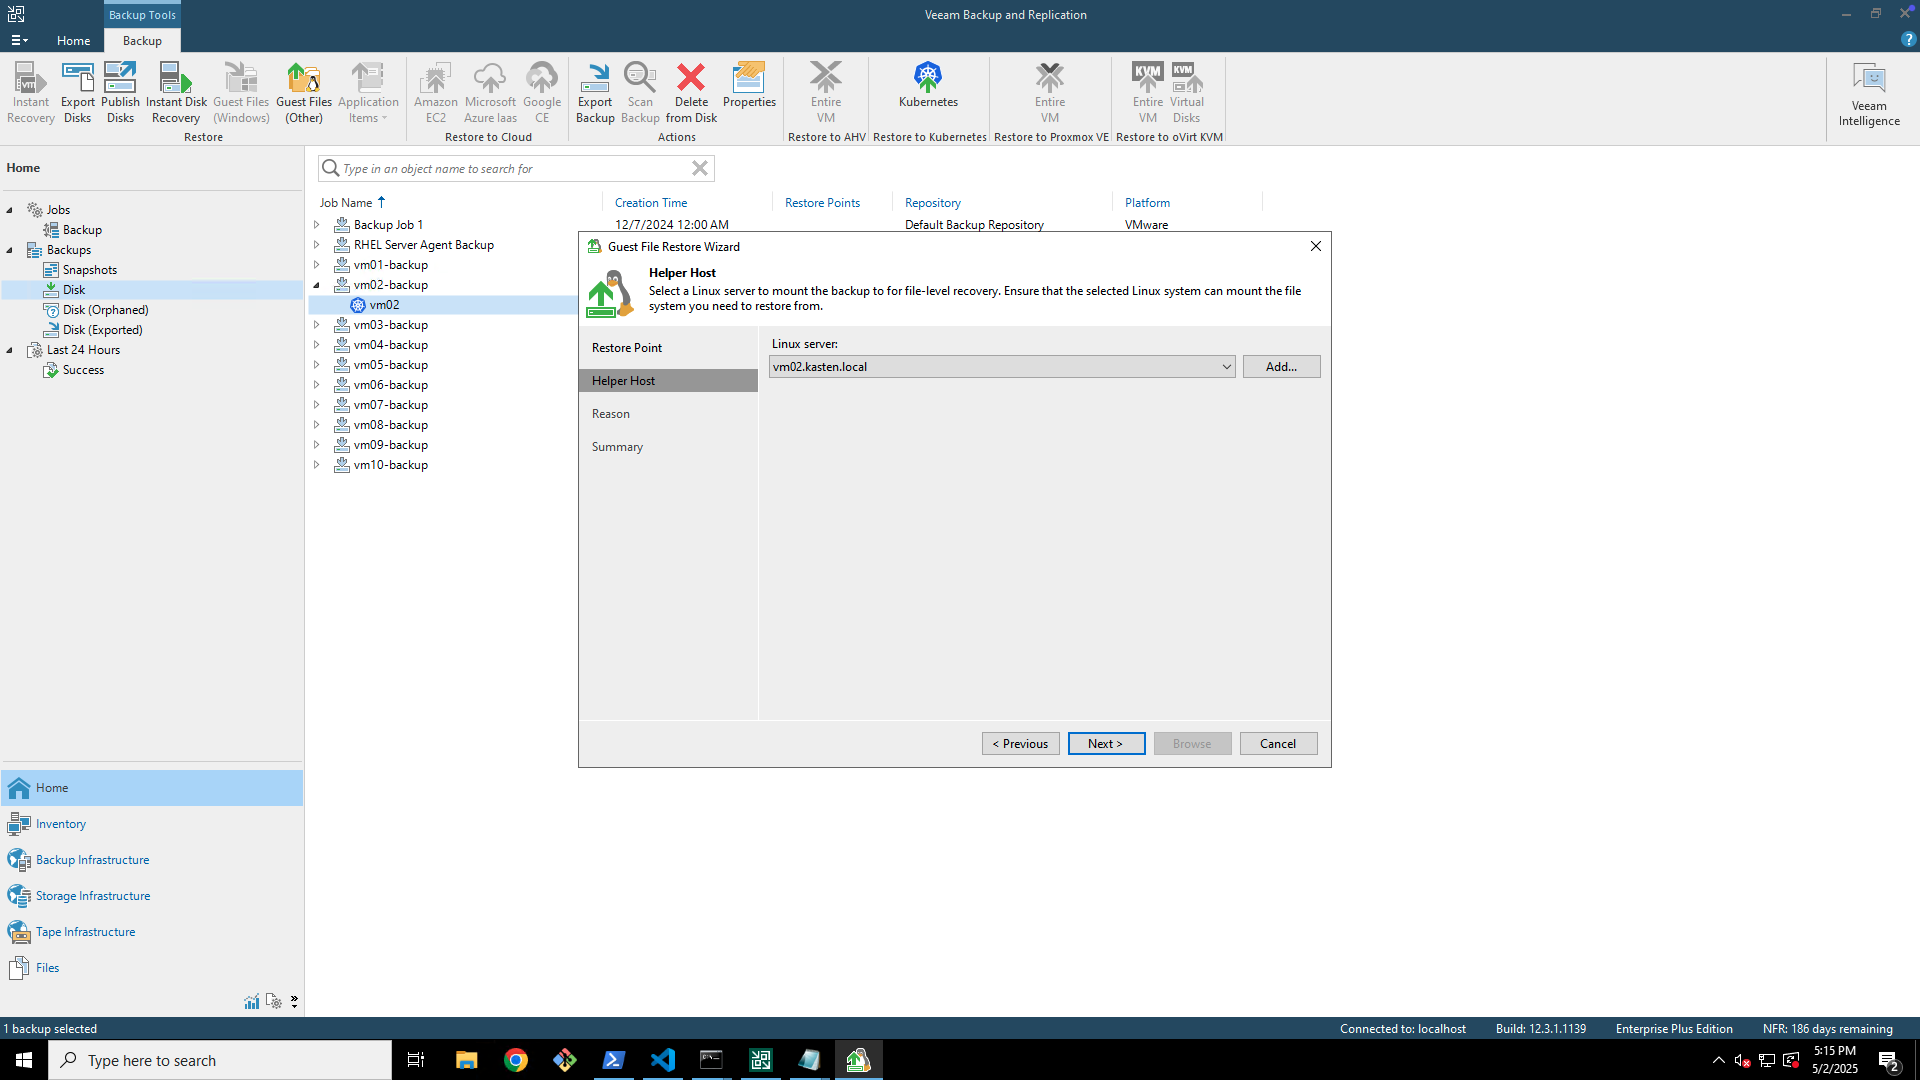 Backup Tools
Veeam Backup and Replication
Home
Backup
?
Instant Recovery
Export Disks
Publish Disks
Instant Disk Recovery
Guest Files (Windows)
Guest Files (Other)
Application Items
Amazon EC2
Microsoft Azure Iaas
Google CE
Export Backup
Scan Backup
Delete from Disk
Properties
Entire VM
Kubernetes
Entire VM
KVM
Entire VM
KVM
Virtual Disks
Veeam Intelligence
Restore
Restore to Cloud
Actions
Restore to AHV
Restore to Kubernetes
Restore to Proxmox VE
Restore to oVirt KVM
Home
Jobs
Backup
Backups
Snapshots
Disk
Disk (Orphaned)
Disk (Exported)
Last 24 Hours
Success
Type in an object name to search for
Job Name
Creation Time
Restore Points
Repository
Platform
Backup Job 1
12/7/2024 12:00 AM
Default Backup Repository
VMware
RHEL Server Agent Backup
vm01-backup
vm02-backup
vm02
vm03-backup
vm04-backup
vm05-backup
vm06-backup
vm07-backup
vm08-backup
vm09-backup
vm10-backup
Guest File Restore Wizard
Helper Host
Select a Linux server to mount the backup to for file-level recovery. Ensure that the selected Linux system can mount the file
system you need to restore from.
Restore Point
Helper Host
Reason
Summary
Linux server:
vm02.kasten.local
Add...
< Previous
Next >
Browse
Cancel
Home
Inventory
Backup Infrastructure
Storage Infrastructure
Tape Infrastructure
Files
1 backup selected
Connected to: localhost
Build: 12.3.1.1139
Enterprise Plus Edition
NFR: 186 days remaining
Type here to search
5:15 PM
5/2/2025
2